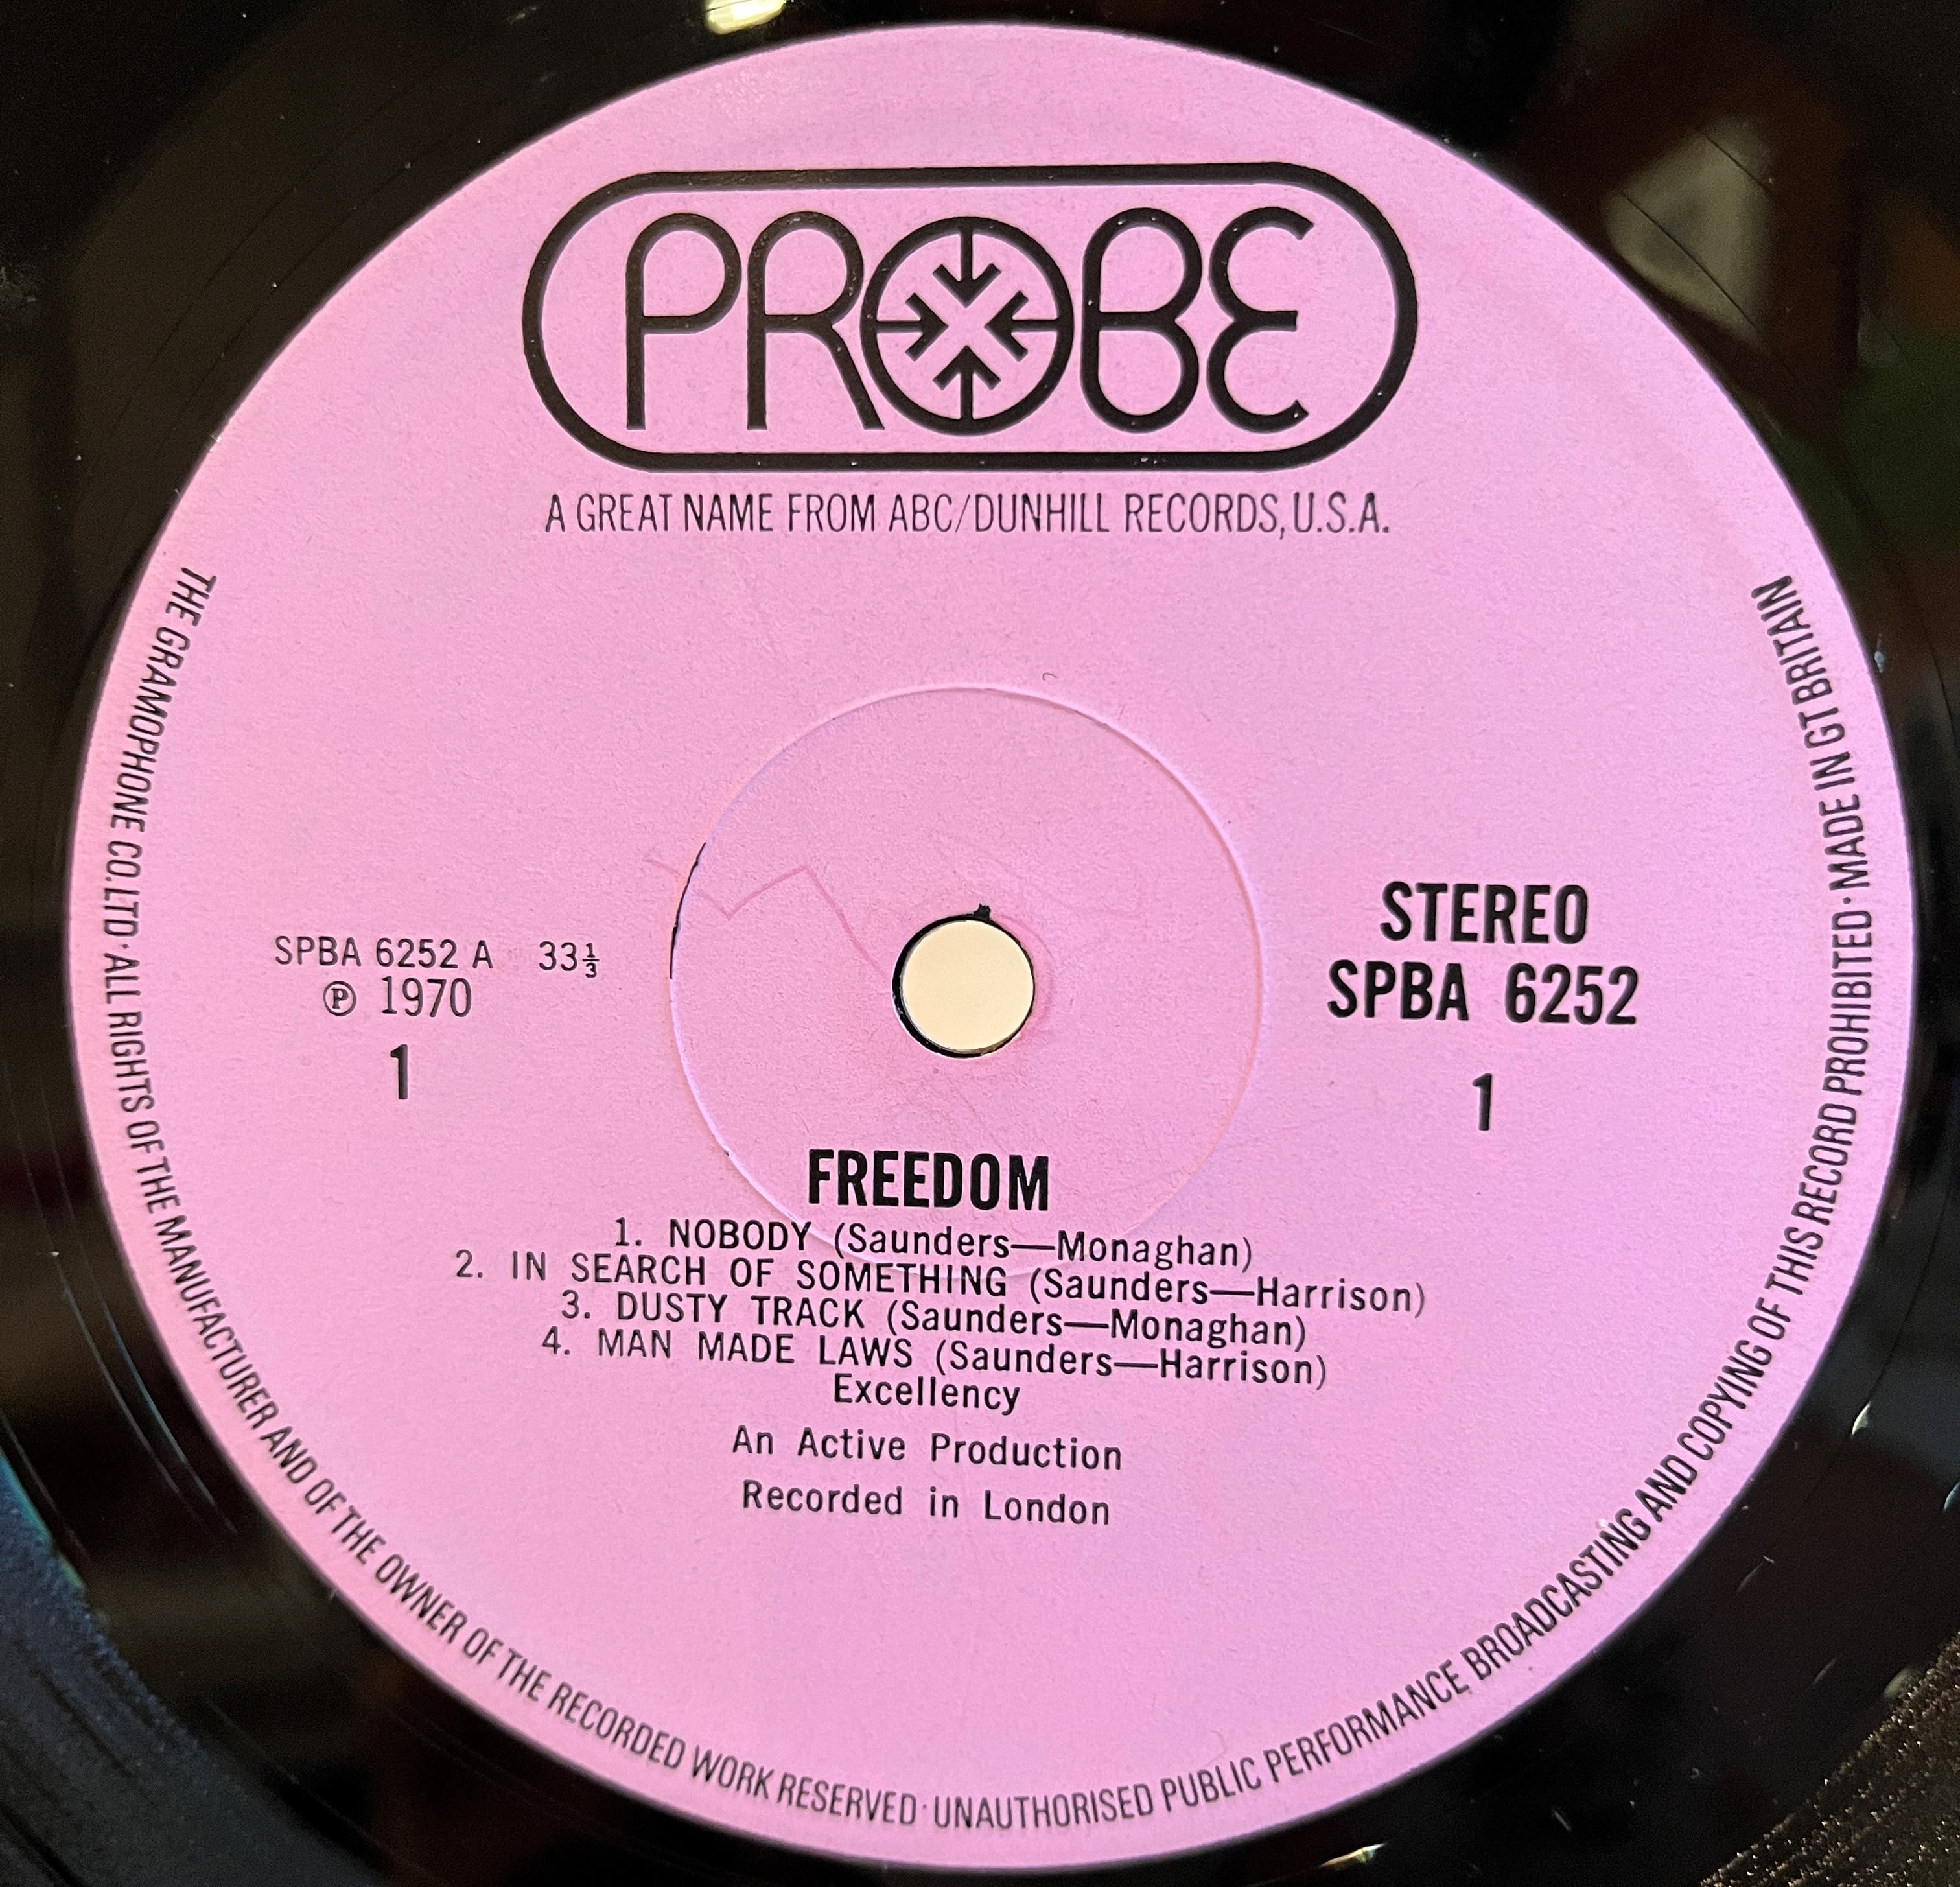 PROBE
A GREAT NAME FROM ABC/DUNHILL RECORDS, U.S.A.
THE GRAMOPHONE CO. LTD · ALL RIGHTS OF THE MANUFACTURER AND OF THE OWNER OF THE RECORDED WORK RESERVED · UNAUTHORISED PUBLIC PERFORMANCE BROADCASTING AND COPYING OF THIS RECORD PROHIBITED · MADE IN GT BRITAIN
SPBA 6252 A 33⅓
℗ 1970
1
STEREO
SPBA 6252
1
FREEDOM
1. NOBODY (Saunders—Monaghan)
2. IN SEARCH OF SOMETHING (Saunders—Harrison)
3. DUSTY TRACK (Saunders—Monaghan)
4. MAN MADE LAWS (Saunders—Harrison)
Excellency
An Active Production
Recorded in London